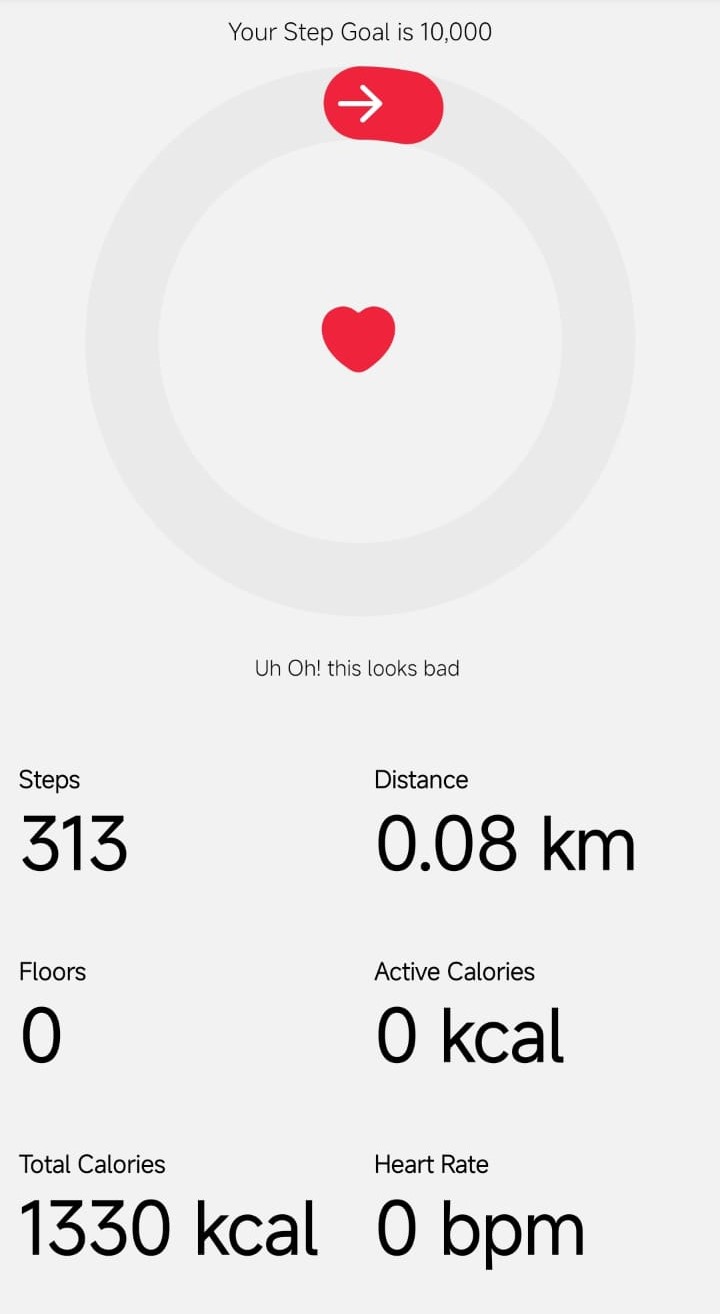 Your Step Goal is 10,000
Uh Oh! this looks bad
Steps
Distance
313
0.08 km
Floors
Active Calories
0
0 kcal
Total Calories
Heart Rate
1330 kcal
0 bpm